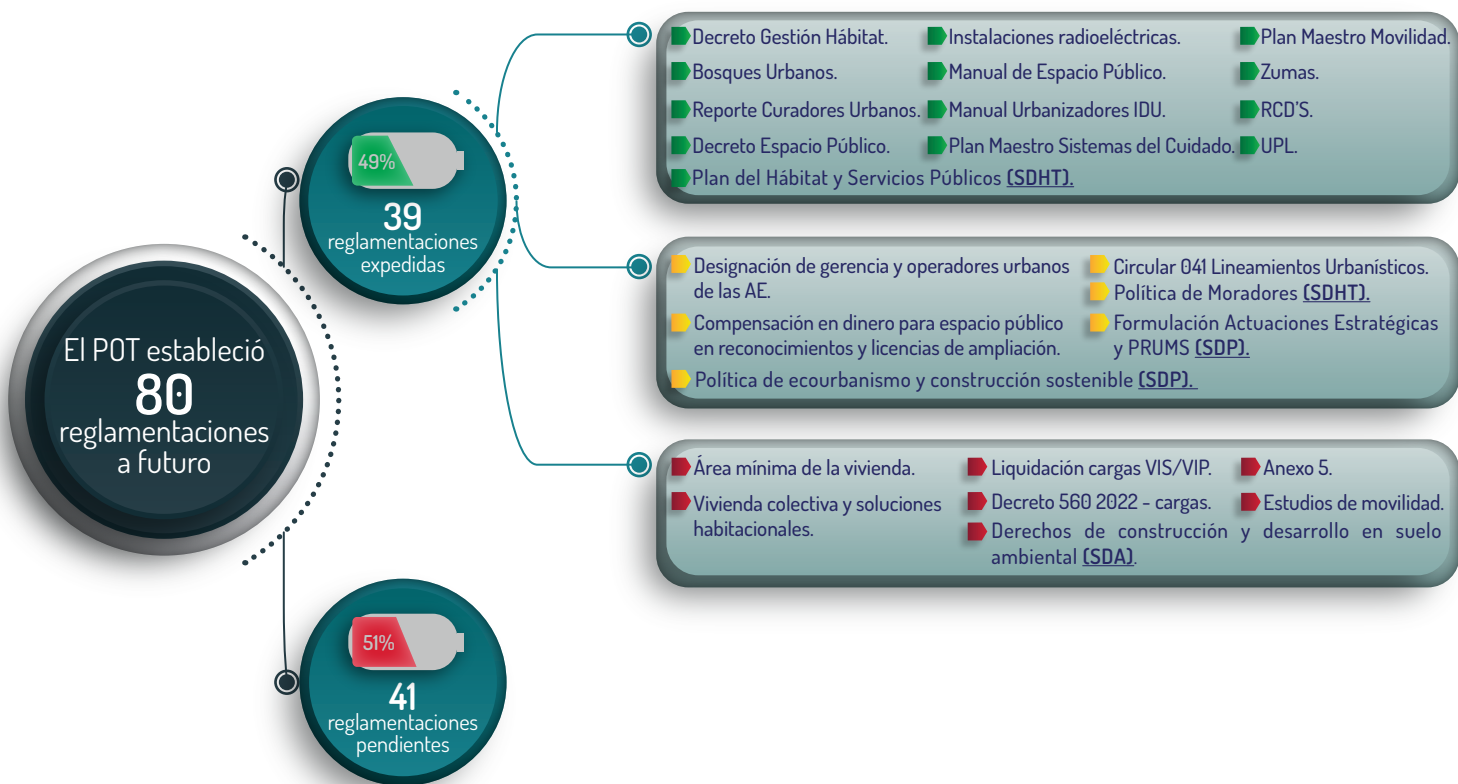 El POT estableció
80
reglamentaciones
a futuro
49%
39
reglamentaciones
expedidas
Decreto Gestión Hábitat.
Bosques Urbanos.
Reporte Curadores Urbanos.
Decreto Espacio Público.
Instalaciones radioeléctricas.
Manual de Espacio Público.
Manual Urbanizadores IDU.
Plan Maestro Sistemas del Cuidado.
Plan Maestro Movilidad.
Zumas.
RCD'S.
UPL.
Plan del Hábitat y Servicios Públicos (SDHT).
Designación de gerencia y operadores urbanos
de las AE.
Compensación en dinero para espacio público
en reconocimientos y licencias de ampliación.
Circular 041 Lineamientos Urbanísticos.
Política de Moradores (SDHT).
Formulación Actuaciones Estratégicas
y PRUMS (SDP).
Política de ecourbanismo y construcción sostenible (SDP).
Área mínima de la vivienda.
Vivienda colectiva y soluciones
habitacionales.
Liquidación cargas VIS/VIP.
Decreto 560 2022 - cargas.
Anexo 5.
Estudios de movilidad.
Derechos de construcción y desarrollo en suelo
ambiental (SDA).
51%
41
reglamentaciones
pendientes